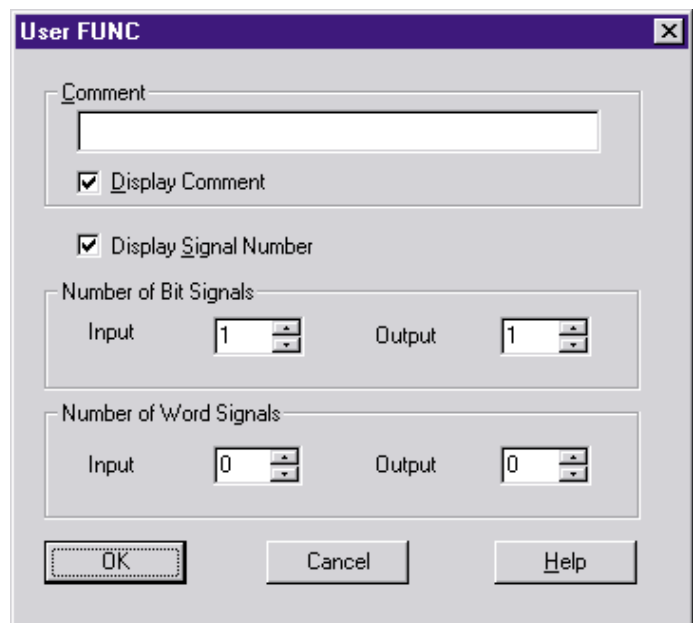 User FUNC
Comment
Display Comment
Display Signal Number
Number of Bit Signals
Input 1 Output 1
Number of Word Signals
Input 0 Output 0
OK Cancel Help